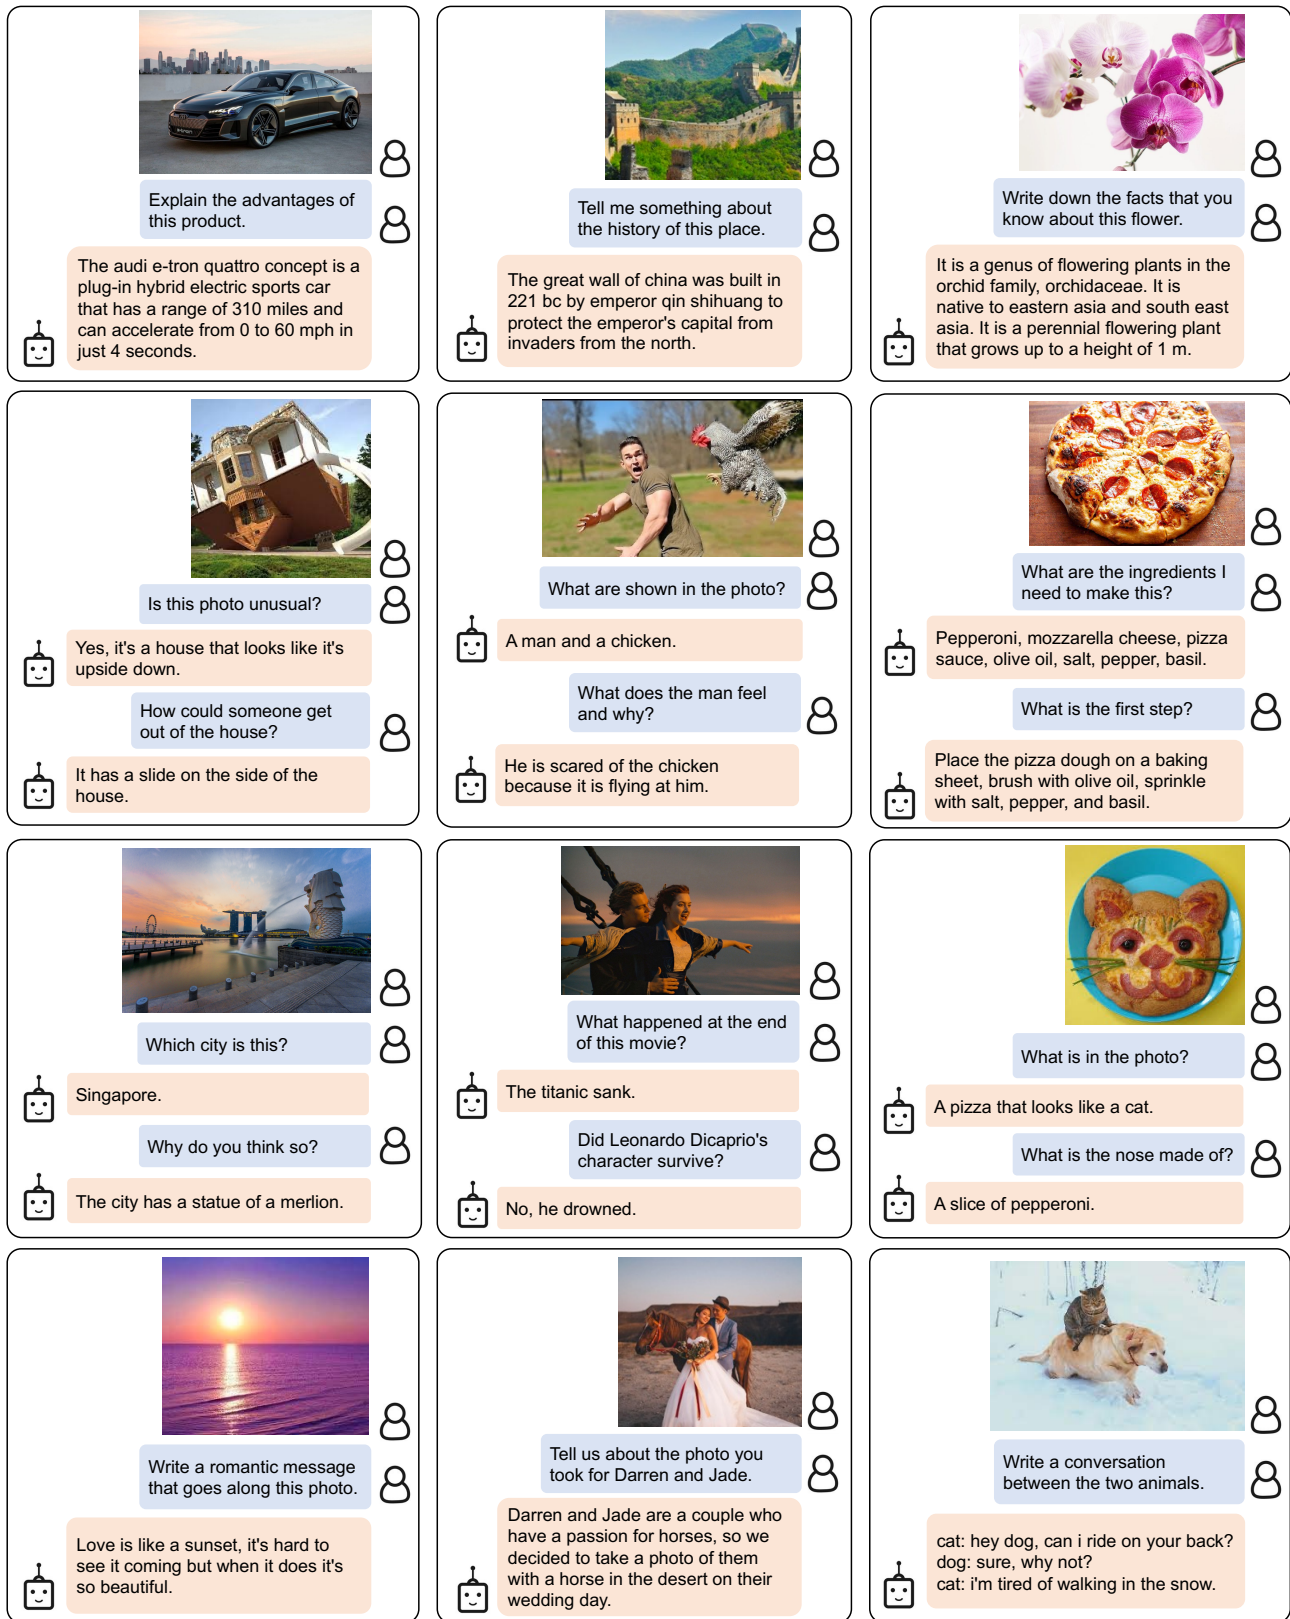 Explain the advantages of
this product.
The audi e-tron quattro concept is a
plug-in hybrid electric sports car
that has a range of 310 miles and
can accelerate from 0 to 60 mph in
just 4 seconds.
Tell me something about
the history of this place.
The great wall of china was built in
221 bc by emperor qin shihuang to
protect the emperor's capital from
invaders from the north.
Write down the facts that you
know about this flower.
It is a genus of flowering plants in the
orchid family, orchidaceae. It is
native to eastern asia and south east
asia. It is a perennial flowering plant
that grows up to a height of 1 m.
Is this photo unusual?
Yes, it's a house that looks like it's
upside down.
How could someone get
out of the house?
It has a slide on the side of the
house.
What are shown in the photo?
A man and a chicken.
What does the man feel
and why?
He is scared of the chicken
because it is flying at him.
What are the ingredients I
need to make this?
Pepperoni, mozzarella cheese, pizza
sauce, olive oil, salt, pepper, basil.
What is the first step?
Place the pizza dough on a baking
sheet, brush with olive oil, sprinkle
with salt, pepper, and basil.
Which city is this?
Singapore.
Why do you think so?
The city has a statue of a merlion.
What happened at the end
of this movie?
The titanic sank.
Did Leonardo Dicaprio's
character survive?
No, he drowned.
What is in the photo?
A pizza that looks like a cat.
What is the nose made of?
A slice of pepperoni.
Write a romantic message
that goes along this photo.
Love is like a sunset, it's hard to
see it coming but when it does it's
so beautiful.
Tell us about the photo you
took for Darren and Jade.
Darren and Jade are a couple who
have a passion for horses, so we
decided to take a photo of them
with a horse in the desert on their
wedding day.
Write a conversation
between the two animals.
cat: hey dog, can i ride on your back?
dog: sure, why not?
cat: i'm tired of walking in the snow.